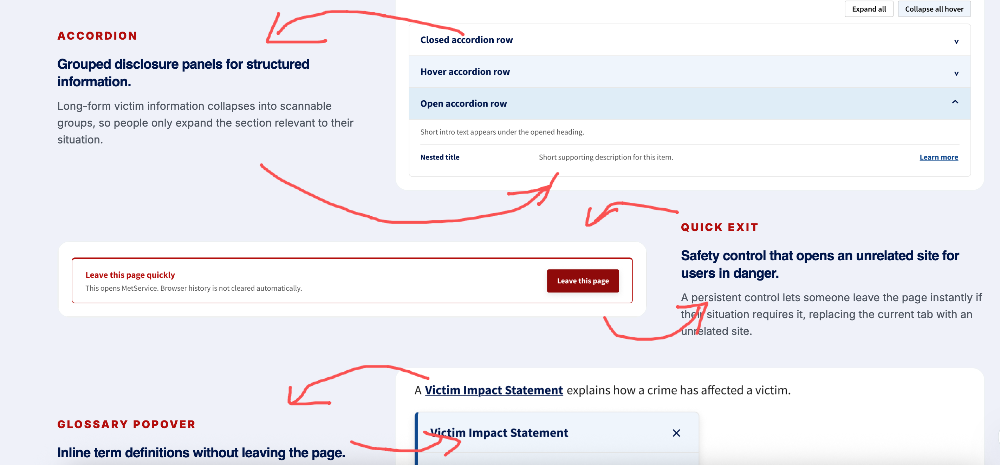 Expand all
Collapse all hover
ACCORDION
Grouped disclosure panels for structured
information.
Long-form victim information collapses into scannable
groups, so people only expand the section relevant to their
situation.
Closed accordion row
Hover accordion row
Open accordion row
Short intro text appears under the opened heading.
Nested title
Short supporting description for this item.
Learn more
Leave this page quickly
This opens MetService. Browser history is not cleared automatically.
Leave this page
QUICK EXIT
Safety control that opens an unrelated site for
users in danger.
A persistent control lets someone leave the page instantly if
their situation requires it, replacing the current tab with an
unrelated site.
GLOSSARY POPOVER
Inline term definitions without leaving the page.
A Victim Impact Statement explains how a crime has affected a victim.
Victim Impact Statement